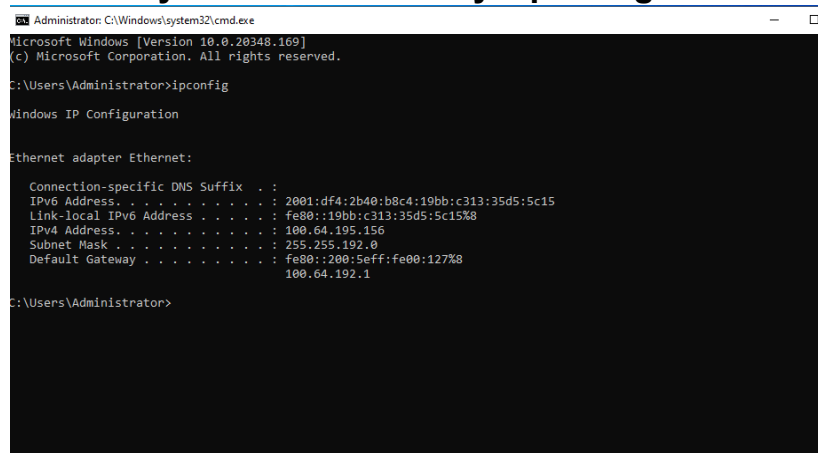 Administrator: C:\Windows\system32\cmd.exe
Microsoft Windows [Version 10.0.20348.169]
(c) Microsoft Corporation. All rights reserved.
C:\Users\Administrator>ipconfig
Windows IP Configuration
Ethernet adapter Ethernet:
Connection-specific DNS Suffix . :
IPv6 Address. . . . . . . . . . . : 2001:df4:2b40:b8c4:19bb:c313:35d5:5c15
Link-local IPv6 Address . . . . . : fe80::19bb:c313:35d5:5c15%8
IPv4 Address. . . . . . . . . . . : 100.64.195.156
Subnet Mask . . . . . . . . . . . : 255.255.192.0
Default Gateway . . . . . . . . . : fe80::200:5eff:fe00:127%8
100.64.192.1
C:\Users\Administrator>